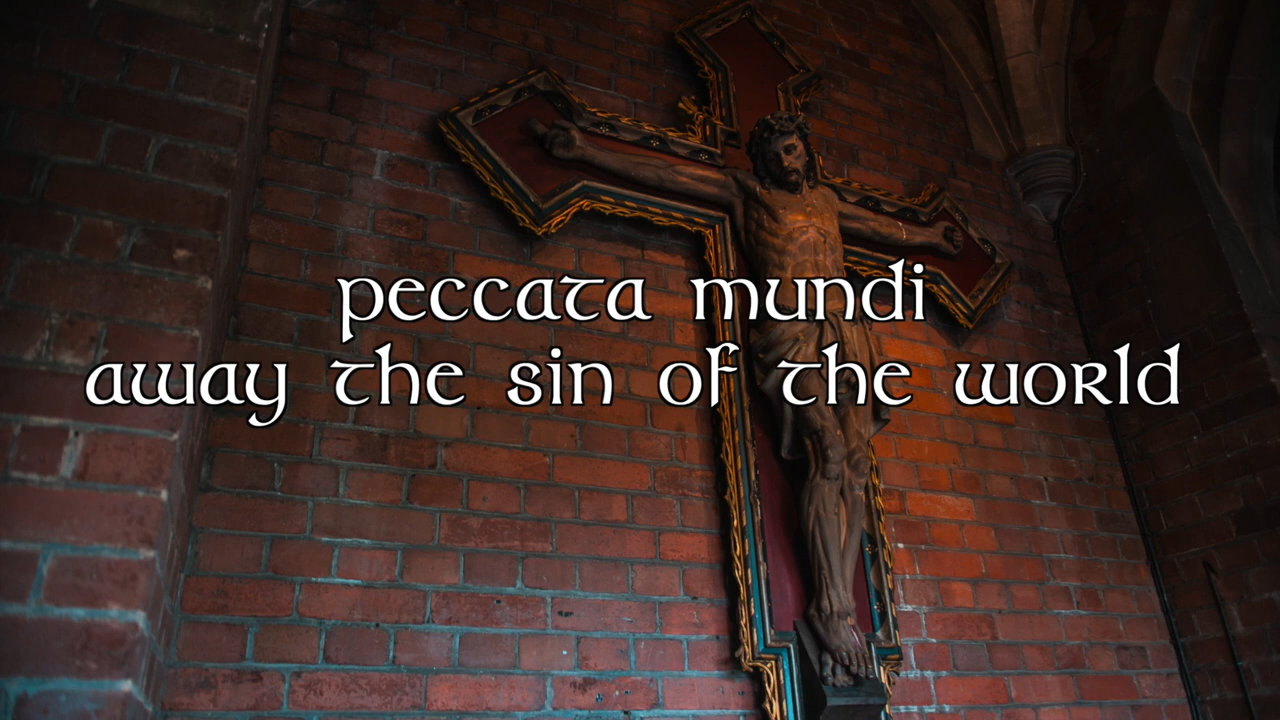 peccata mundi
away the sin of the world